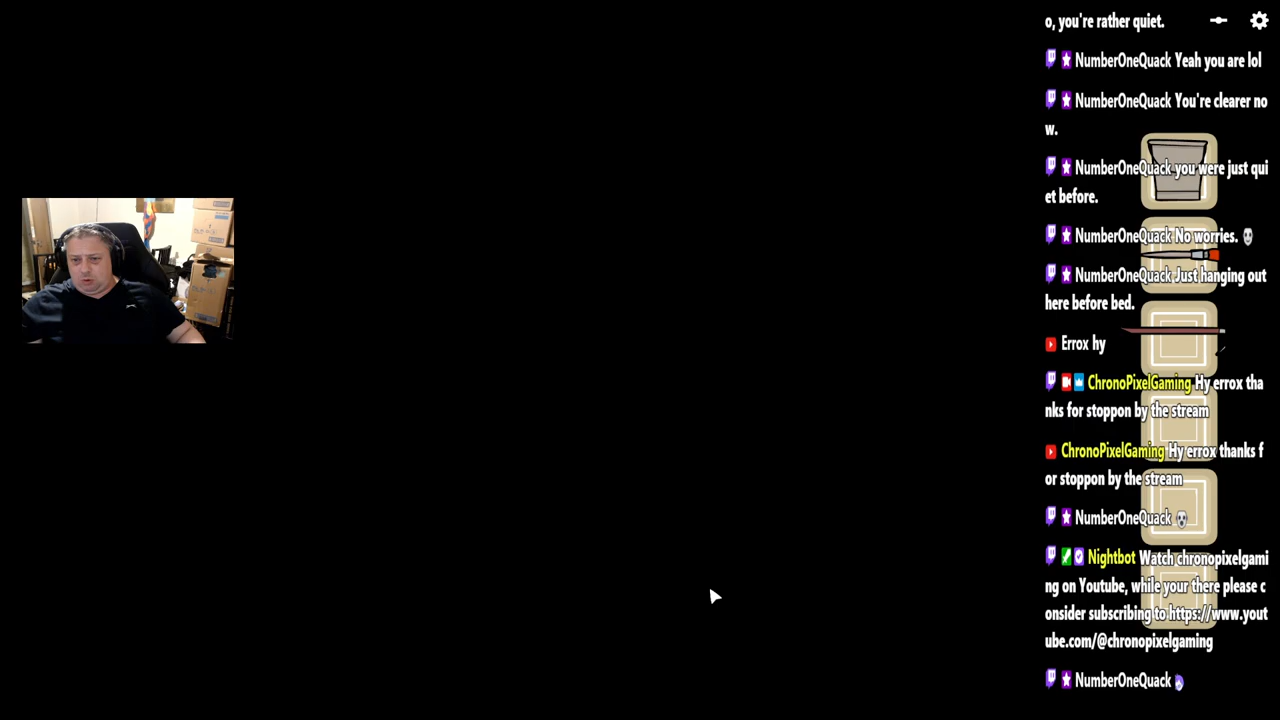 o, you're rather quiet.
NumberOneQuack Yeah you are lol
NumberOneQuack You're clearer no
w.
NumberOneQuack you were just qui
et before.
NumberOneQuack No worries.
NumberOneQuack Just hanging out
here before bed.
Errox hy
ChronoPixelGaming Hy errox tha
nks for stoppon by the stream
ChronoPixelGaming Hy errox thanks f
or stoppon by the stream
NumberOneQuack
Nightbot Watch chronopixelgami
ng on Youtube, while your there please c
onsider subscribing to https://www.yout
ube.com/@chronopixelgaming
NumberOneQuack